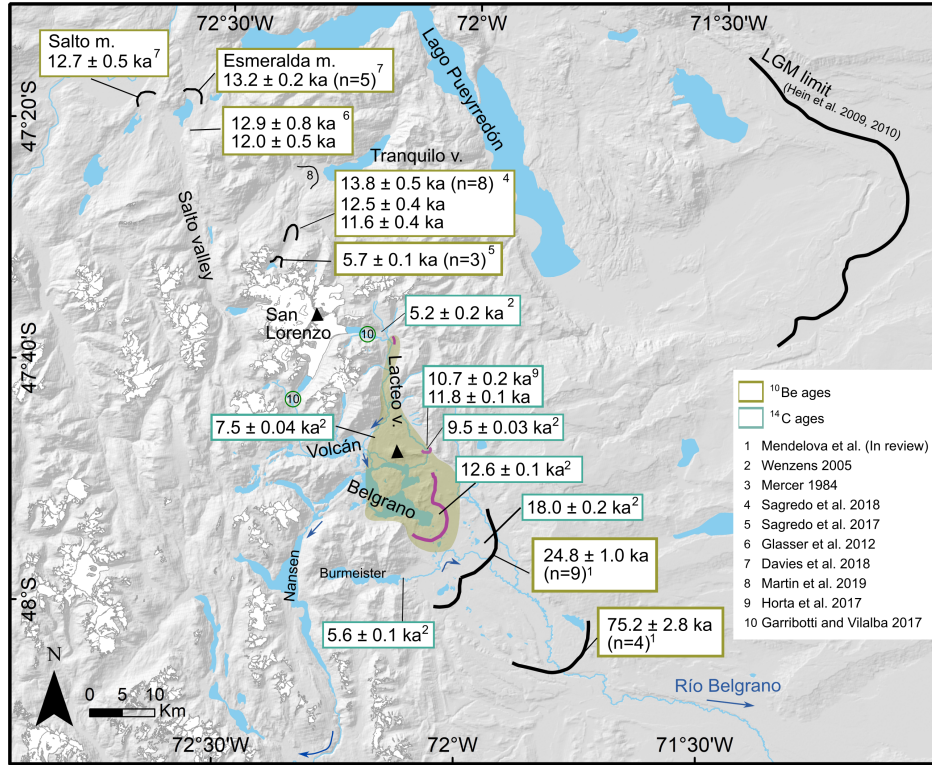 72°30'W
72°W
71°30'W
Salto m.
12.7 ± 0.5 ka⁷
Esmeralda m.
13.2 ± 0.2 ka (n=5)⁷
Lago Pueyrredón
LGM limit
(Hein et al. 2009, 2010)
47°20'S
12.9 ± 0.8 ka ⁶
12.0 ± 0.5 ka
Tranquilo v.
8
13.8 ± 0.5 ka (n=8) ⁴
12.5 ± 0.4 ka
11.6 ± 0.4 ka
Salto valley
5.7 ± 0.1 ka (n=3)⁵
San
Lorenzo
10
5.2 ± 0.2 ka ²
47°40'S
Lacteo v.
10
10.7 ± 0.2 ka⁹
11.8 ± 0.1 ka
7.5 ± 0.04 ka²
9.5 ± 0.03 ka²
Volcán
12.6 ± 0.1 ka²
Belgrano
18.0 ± 0.2 ka²
24.8 ± 1.0 ka
(n=9)¹
Nansen
Burmeister
48°S
5.6 ± 0.1 ka²
75.2 ± 2.8 ka
(n=4)¹
Río Belgrano
¹⁰Be ages
¹⁴C ages
1 Mendelova et al. (In review)
2 Wenzens 2005
3 Mercer 1984
4 Sagredo et al. 2018
5 Sagredo et al. 2017
6 Glasser et al. 2012
7 Davies et al. 2018
8 Martin et al. 2019
9 Horta et al. 2017
10 Garribotti and Vilalba 2017
N
0 5 10
Km
72°30'W
72°W
71°30'W